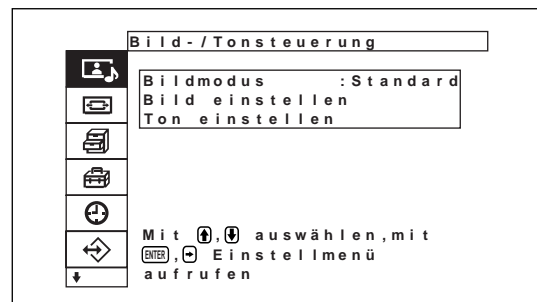 Bild-/Tonsteuerung
Bildmodus :Standard
Bild einstellen
Ton einstellen
Mit ↑,↓ auswählen,mit
ENTER,→ Einstellmenü
aufrufen